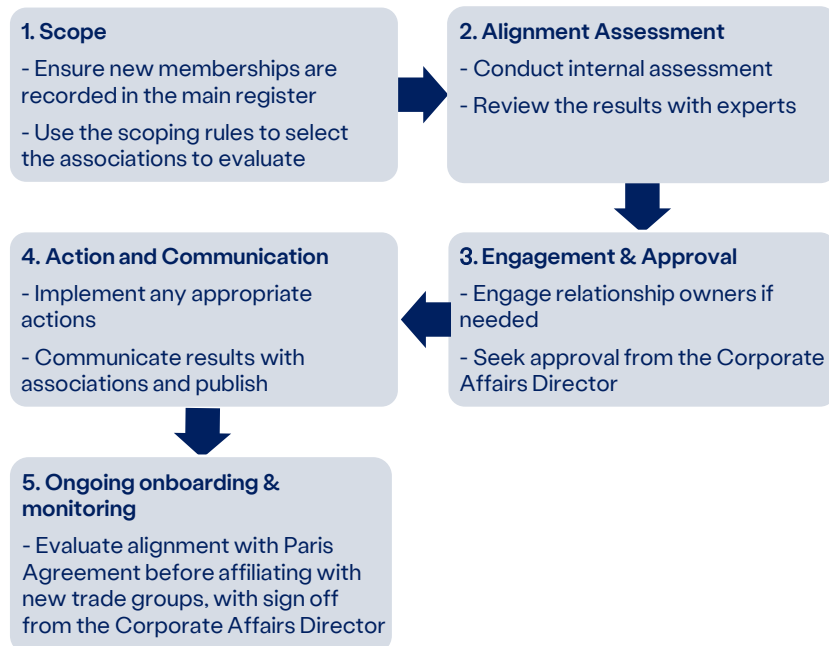 1. Scope
- Ensure new memberships are
recorded in the main register
- Use the scoping rules to select
the associations to evaluate
2. Alignment Assessment
- Conduct internal assessment
- Review the results with experts
3. Engagement & Approval
- Engage relationship owners if
needed
- Seek approval from the Corporate
Affairs Director
4. Action and Communication
- Implement any appropriate
actions
- Communicate results with
associations and publish
5. Ongoing onboarding &
monitoring
- Evaluate alignment with Paris
Agreement before affiliating with
new trade groups, with sign off
from the Corporate Affairs Director